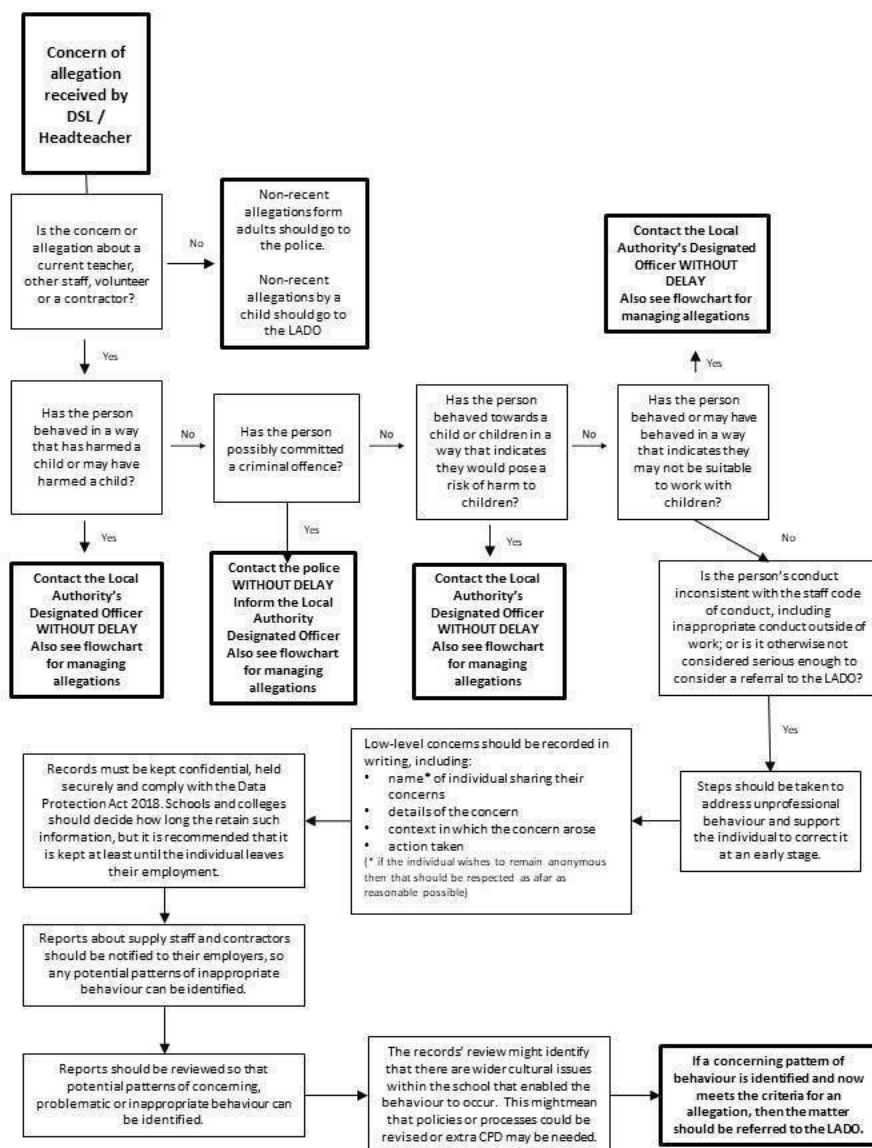 Concern of
allegation
received by
DSL /
Headteacher
Is the concern or
allegation about a
current teacher,
other staff, volunteer
or a contractor?
No
Non-recent
allegations form
adults should go to
the police.
Non-recent
allegations by a
child should go to
the LADO
Contact the Local
Authority's Designated
Officer WITHOUT
DELAY
Also see flowchart for
managing allegations
Yes
Yes
Has the person
behaved in a way
that has harmed a
child or may have
harmed a child?
No
Has the person
possibly committed
a criminal offence?
No
Has the person
behaved towards a
child or children in a
way that indicates
they would pose a
risk of harm to
children?
No
Has the person
behaved or may have
behaved in a way
that indicates they
may not be suitable
to work with
children?
Yes
Yes
Yes
No
Contact the Local
Authority's
Designated Officer
WITHOUT DELAY
Also see flowchart
for managing
allegations
Contact the police
WITHOUT DELAY
Inform the Local
Authority
Designated Officer
Also see flowchart
for managing
allegations
Contact the Local
Authority's
Designated Officer
WITHOUT DELAY
Also see flowchart
for managing
allegations
Is the person's conduct
inconsistent with the staff code
of conduct, including
inappropriate conduct outside of
work; or is it otherwise not
considered serious enough to
consider a referral to the LADO?
Yes
Steps should be taken to
address unprofessional
behaviour and support
the individual to correct it
at an early stage.
Low-level concerns should be recorded in
writing, including:
• name* of individual sharing their
concerns
• details of the concern
• context in which the concern arose
• action taken
(* if the individual wishes to remain anonymous
then that should be respected as afar as
reasonable possible)
Records must be kept confidential, held
securely and comply with the Data
Protection Act 2018. Schools and colleges
should decide how long the retain such
information, but it is recommended that it
is kept at least until the individual leaves
their employment.
Reports about supply staff and contractors
should be notified to their employers, so
any potential patterns of inappropriate
behaviour can be identified.
Reports should be reviewed so that
potential patterns of concerning,
problematic or inappropriate behaviour can
be identified.
The records' review might identify
that there are wider cultural issues
within the school that enabled the
behaviour to occur. This might mean
that policies or processes could be
revised or extra CPD may be needed.
If a concerning pattern of
behaviour is identified and now
meets the criteria for an
allegation, then the matter
should be referred to the LADO.